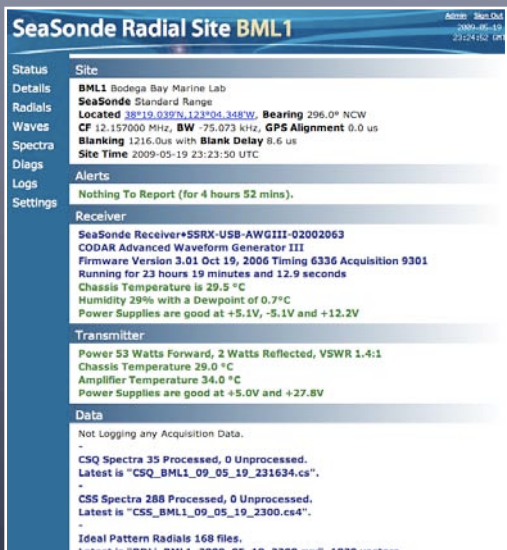 SeaSonde Radial Site BML1
Admin Sign Out
2009-05-19
23:24:52 GMT
Status
Details
Radials
Waves
Spectra
Diags
Logs
Settings
Site
BML1 Bodega Bay Marine Lab
SeaSonde Standard Range
Located 38°19.039'N,123°04.348'W, Bearing 296.0° NCW
CF 12.157000 MHz, BW -75.073 kHz, GPS Alignment 0.0 us
Blanking 1216.0us with Blank Delay 8.6 us
Site Time 2009-05-19 23:23:50 UTC
Alerts
Nothing To Report (for 4 hours 52 mins).
Receiver
SeaSonde Receiver•SSRX-USB-AWGIII-02002063
CODAR Advanced Waveform Generator III
Firmware Version 3.01 Oct 19, 2006 Timing 6336 Acquisition 9301
Running for 23 hours 19 minutes and 12.9 seconds
Chassis Temperature is 29.5 °C
Humidity 29% with a Dewpoint of 0.7°C
Power Supplies are good at +5.1V, -5.1V and +12.2V
Transmitter
Power 53 Watts Forward, 2 Watts Reflected, VSWR 1.4:1
Chassis Temperature 29.0 °C
Amplifier Temperature 34.0 °C
Power Supplies are good at +5.0V and +27.8V
Data
Not Logging any Acquisition Data.
-
CSQ Spectra 35 Processed, 0 Unprocessed.
Latest is "CSQ_BML1_09_05_19_231634.cs".
-
CSS Spectra 288 Processed, 0 Unprocessed.
Latest is "CSS_BML1_09_05_19_2300.cs4".
-
Ideal Pattern Radials 168 files.